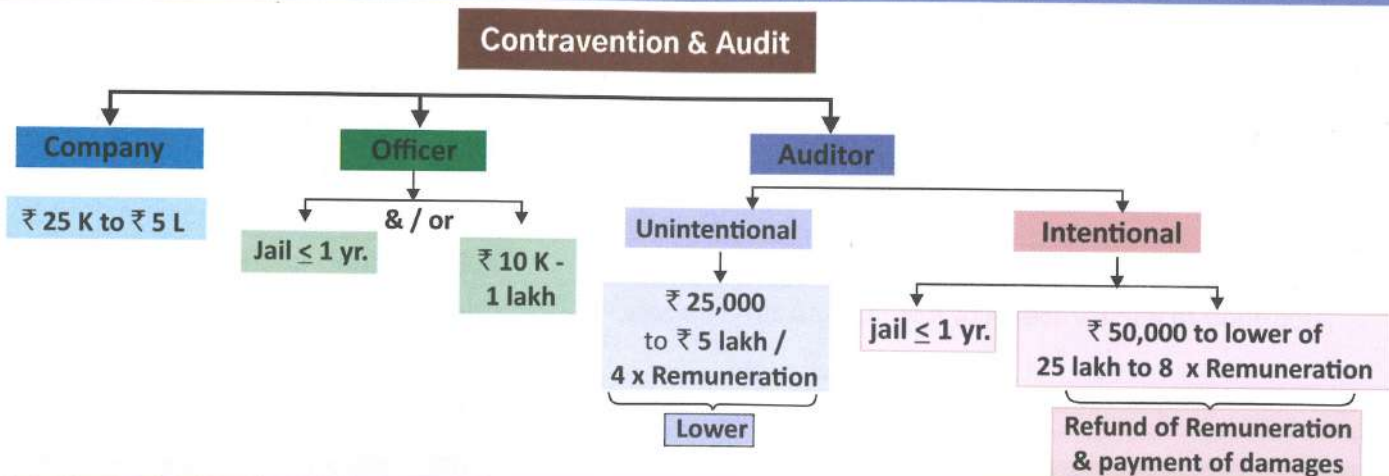 Contravention & Audit
Company
Officer
Auditor
₹ 25 K to ₹ 5 L
& / or
Jail ≤ 1 yr.
₹ 10 K -
1 lakh
Unintentional
Intentional
₹ 25,000
to ₹ 5 lakh /
4 x Remuneration
Lower
jail ≤ 1 yr.
₹ 50,000 to lower of
25 lakh to 8 x Remuneration
Refund of Remuneration
& payment of damages